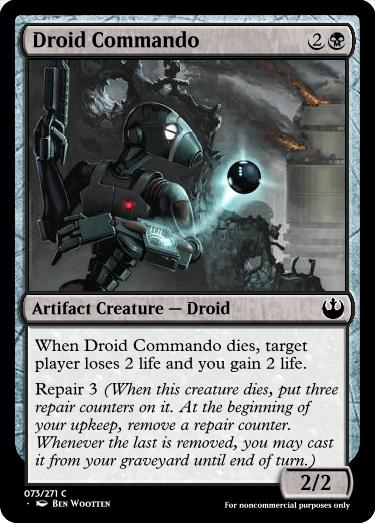 Droid Commando 2
Artifact Creature — Droid
When Droid Commando dies, target
player loses 2 life and you gain 2 life.
Repair 3 (When this creature dies, put three
repair counters on it. At the beginning of
your upkeep, remove a repair counter.
Whenever the last is removed, you may cast
it from your graveyard until end of turn.)
2/2
073/271 C
· BEN WOOTTEN
For noncommercial purposes only